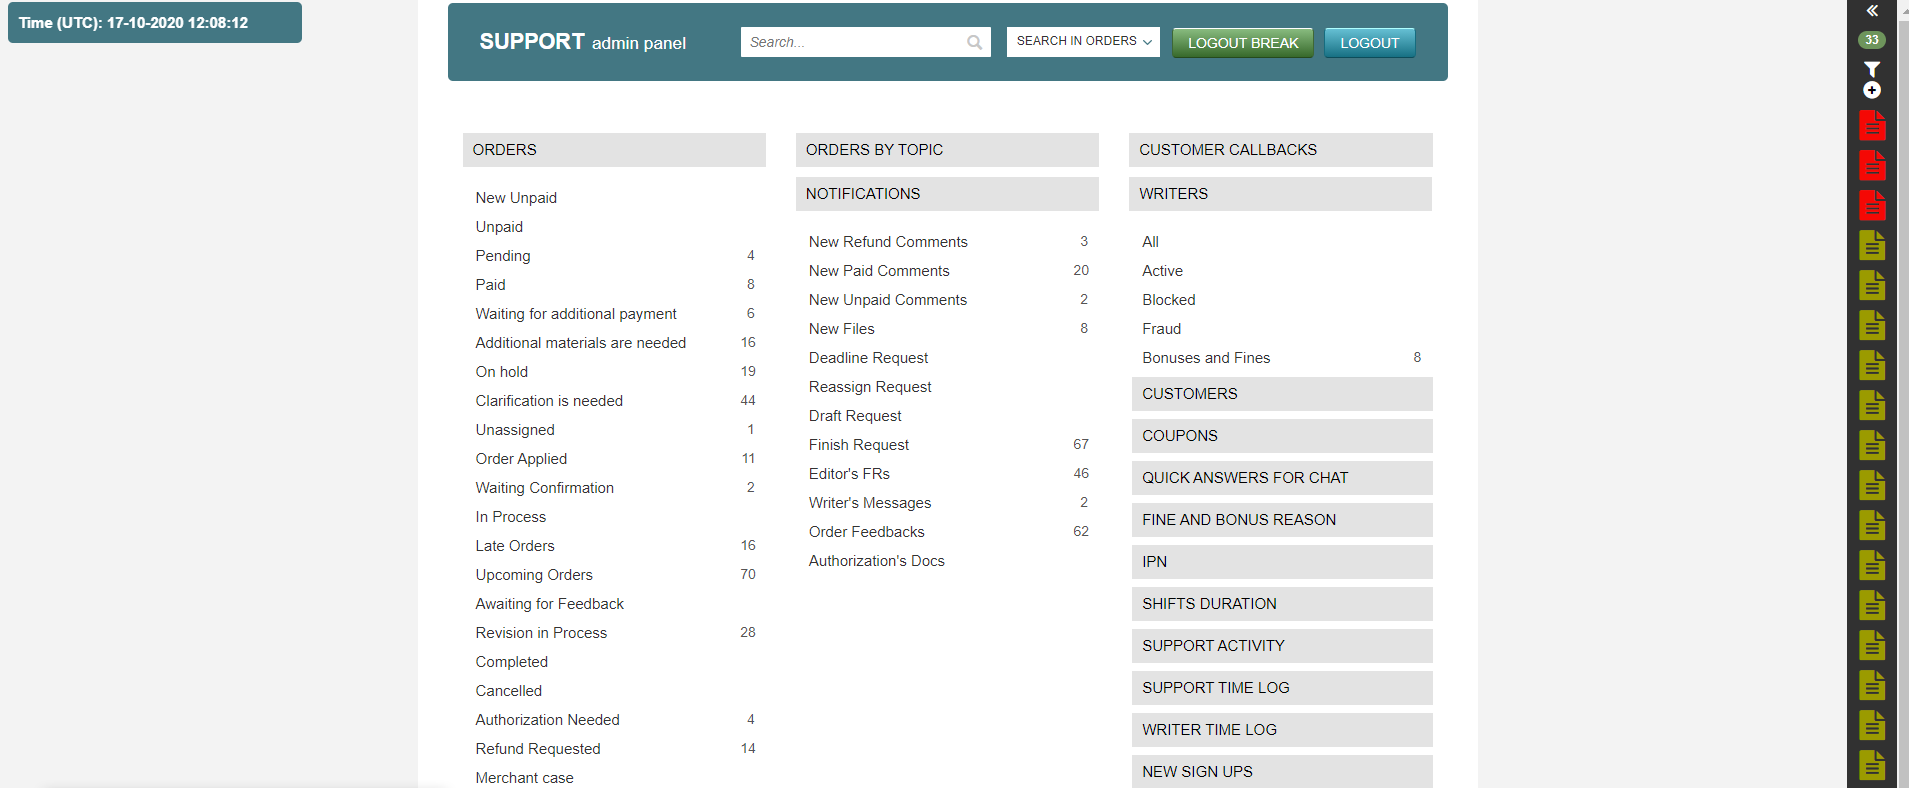 Time (UTC): 17-10-2020 12:08:12
SUPPORT admin panel
Search...
SEARCH IN ORDERS
LOGOUT BREAK
LOGOUT
33
ORDERS
New Unpaid
Unpaid
Pending 4
Paid 8
Waiting for additional payment 6
Additional materials are needed 16
On hold 19
Clarification is needed 44
Unassigned 1
Order Applied 11
Waiting Confirmation 2
In Process
Late Orders 16
Upcoming Orders 70
Awaiting for Feedback
Revision in Process 28
Completed
Cancelled
Authorization Needed 4
Refund Requested 14
Merchant case
ORDERS BY TOPIC
NOTIFICATIONS
New Refund Comments 3
New Paid Comments 20
New Unpaid Comments 2
New Files 8
Deadline Request
Reassign Request
Draft Request
Finish Request 67
Editor's FRs 46
Writer's Messages 2
Order Feedbacks 62
Authorization's Docs
CUSTOMER CALLBACKS
WRITERS
All
Active
Blocked
Fraud
Bonuses and Fines 8
CUSTOMERS
COUPONS
QUICK ANSWERS FOR CHAT
FINE AND BONUS REASON
IPN
SHIFTS DURATION
SUPPORT ACTIVITY
SUPPORT TIME LOG
WRITER TIME LOG
NEW SIGN UPS